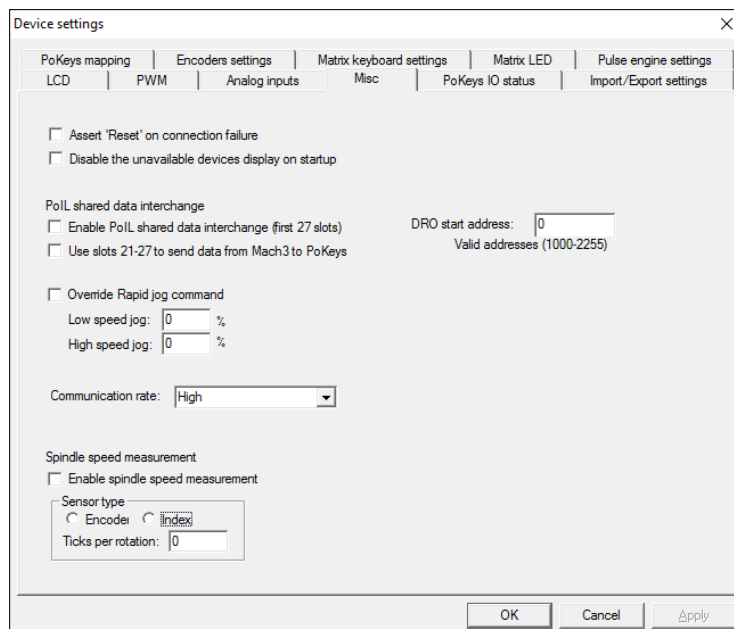 Device settings
PoKeys mapping Encoders settings Matrix keyboard settings Matrix LED Pulse engine settings
LCD PWM Analog inputs Misc PoKeys IO status Import/Export settings
Assert 'Reset' on connection failure
Disable the unavailable devices display on startup
PoIL shared data interchange
Enable PoIL shared data interchange (first 27 slots) DRO start address: 0
Use slots 21-27 to send data from Mach3 to PoKeys Valid addresses (1000-2255)
Override Rapid jog command
Low speed jog: 0 %
High speed jog: 0 %
Communication rate: High
Spindle speed measurement
Enable spindle speed measurement
Sensor type
Encoder Index
Ticks per rotation: 0
OK Cancel Apply